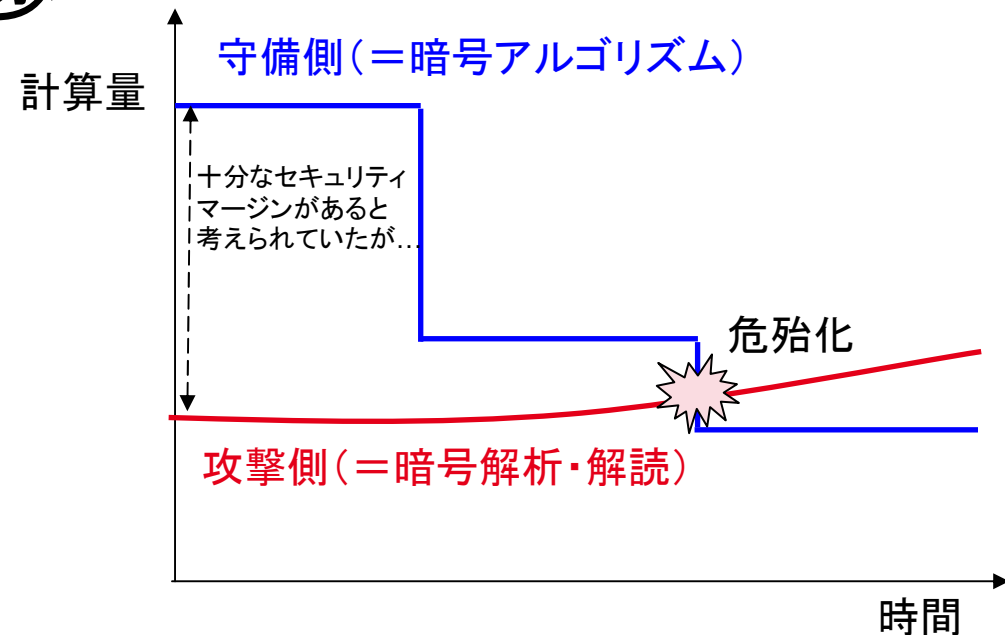 守備側(=暗号アルゴリズム)
計算量
十分なセキュリティ
マージンがあると
考えられていたが…
危殆化
攻撃側(=暗号解析・解読)
時間